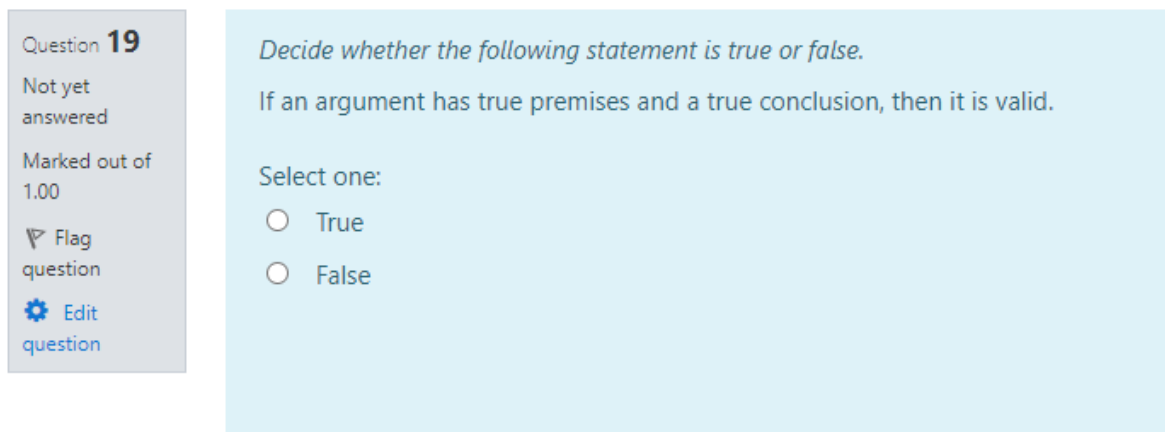 Question 19
Not yet
answered
Marked out of
1.00
Flag
question
Edit
question
Decide whether the following statement is true or false.
If an argument has true premises and a true conclusion, then it is valid.
Select one:
True
False